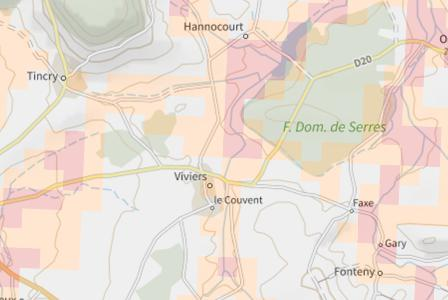 Hannocourt
D20
Tincry
F. Dom. de Serres
Viviers
le Couvent
Faxe
Gary
Fonteny